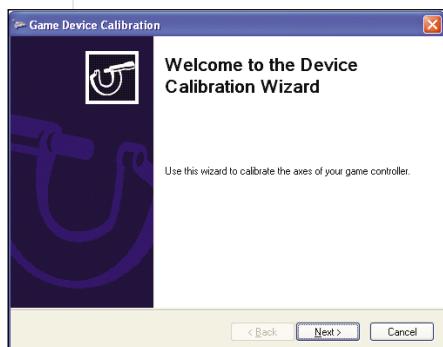 Game Device Calibration
Welcome to the Device
Calibration Wizard
Use this wizard to calibrate the axes of your game controller.
< Back Next > Cancel